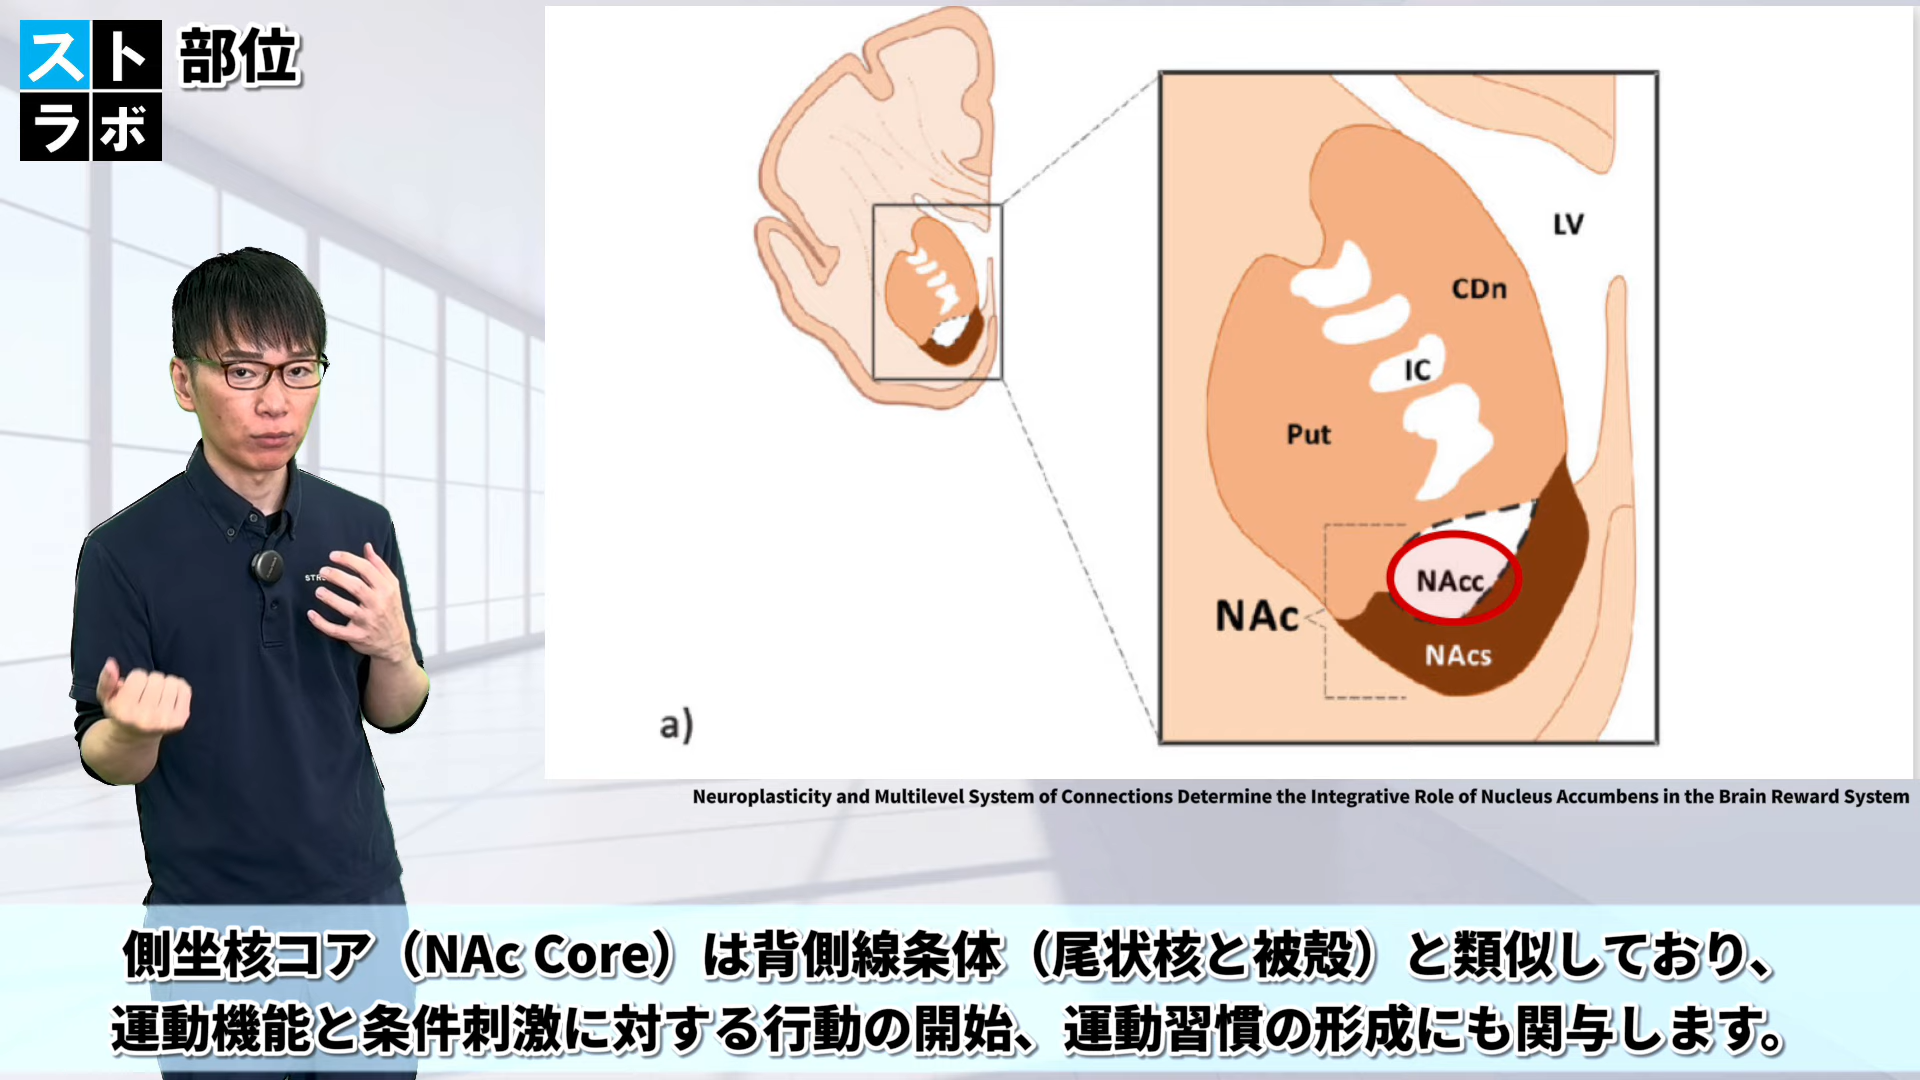 スト
ラボ
部位
LV
CDn
IC
Put
NAcc
NAc
NAcs
a)
Neuroplasticity and Multilevel System of Connections Determine the Integrative Role of Nucleus Accumbens in the Brain Reward System
側坐核コア（NAc Core）は背側線条体（尾状核と被殻）と類似しており、
運動機能と条件刺激に対する行動の開始、運動習慣の形成にも関与します。